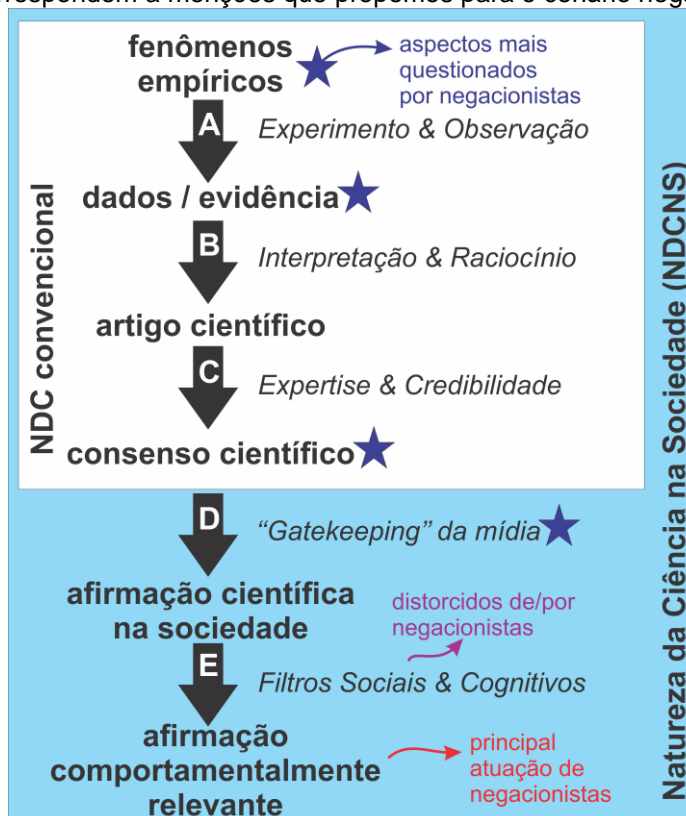 fenômenos
empíricos
aspectos mais
questionados
por negacionistas
A
Experimento & Observação
dados / evidência
B
Interpretação & Raciocínio
artigo científico
C
Expertise & Credibilidade
consenso científico
NDC convencional
D
“Gatekeeping” da mídia
afirmação científica
na sociedade
distorcidos de/por
negacionistas
E
Filtros Sociais & Cognitivos
afirmação
comportamentalmente
relevante
principal
atuação de
negacionistas
Natureza da Ciência na Sociedade (NDCNS)